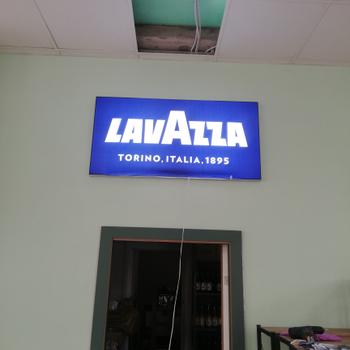 LAVAZZA
TORINO, ITALIA, 1895